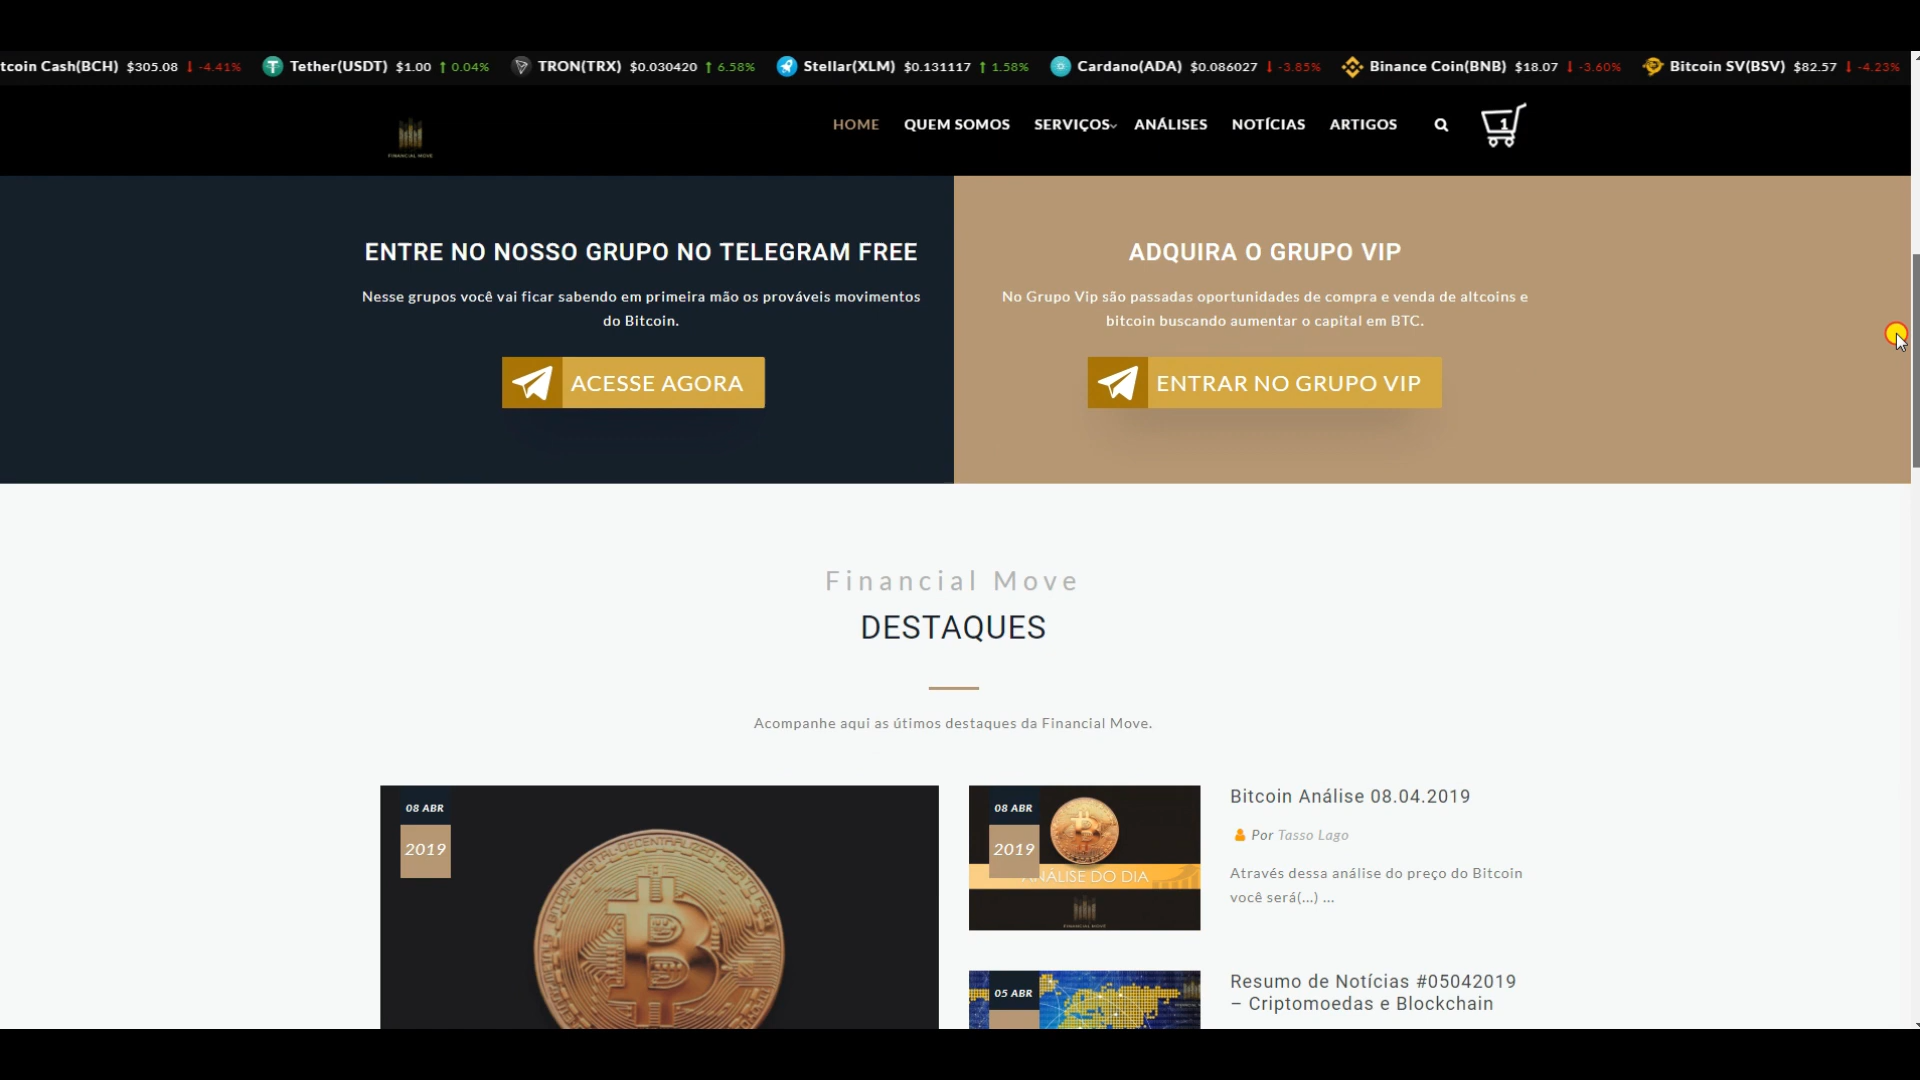 tcoin Cash(BCH) $305.08 ↓ -4.41% Tether(USDT) $1.00 ↑ 0.04% TRON(TRX) $0.030420 ↑ 6.58% Stellar(XLM) $0.131117 ↑ 1.58% Cardano(ADA) $0.086027 ↓ -3.85% Binance Coin(BNB) $18.07 ↓ -3.60% Bitcoin SV(BSV) $82.57 ↓ -4.23%
FINANCIAL MOVE
HOME QUEM SOMOS SERVIÇOS ANÁLISES NOTÍCIAS ARTIGOS 1
ENTRE NO NOSSO GRUPO NO TELEGRAM FREE
Nesse grupos você vai ficar sabendo em primeira mão os prováveis movimentos
do Bitcoin.
ACESSE AGORA
ADQUIRA O GRUPO VIP
No Grupo Vip são passadas oportunidades de compra e venda de altcoins e
bitcoin buscando aumentar o capital em BTC.
ENTRAR NO GRUPO VIP
Financial Move
DESTAQUES
Acompanhe aqui as útimos destaques da Financial Move.
08 ABR
2019
08 ABR
2019
ANÁLISE DO DIA
FINANCIAL MOVE
Bitcoin Análise 08.04.2019
Por Tasso Lago
Através dessa análise do preço do Bitcoin
você será(...) ...
05 ABR
Resumo de Notícias #05042019
– Criptomoedas e Blockchain